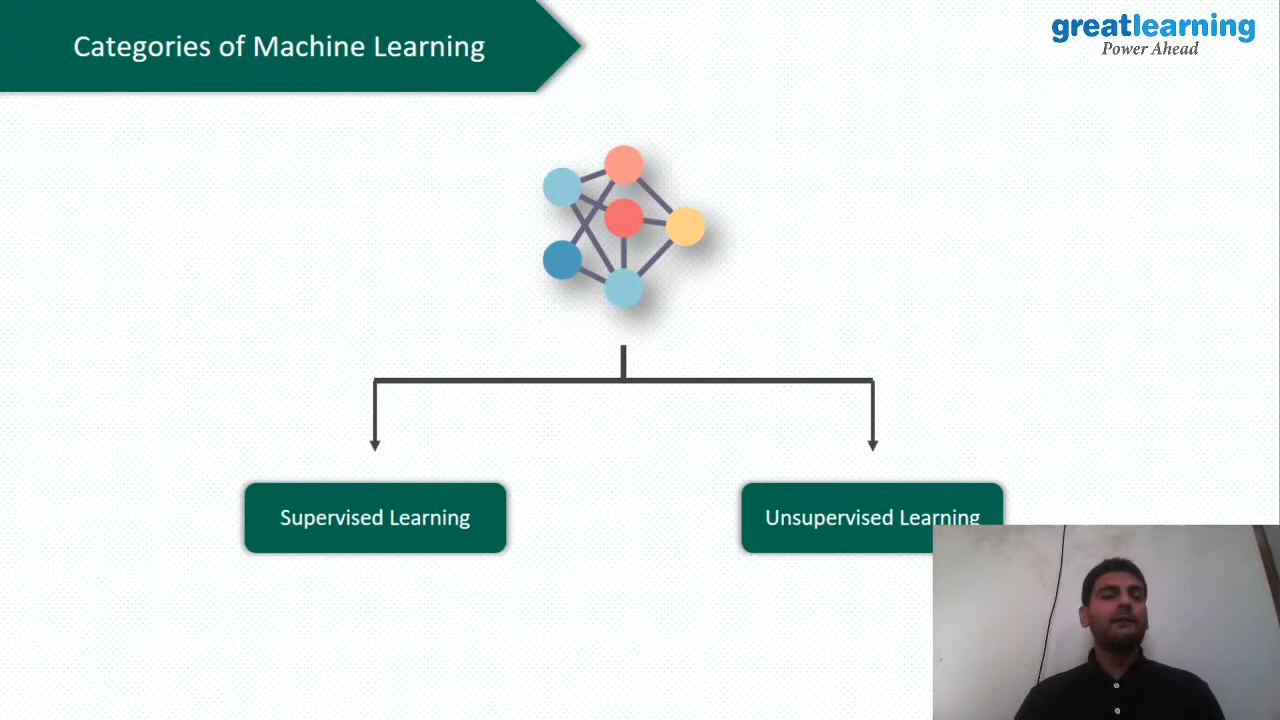 Categories of Machine Learning
greatlearning
Power Ahead
Supervised Learning
Unsupervised Learning